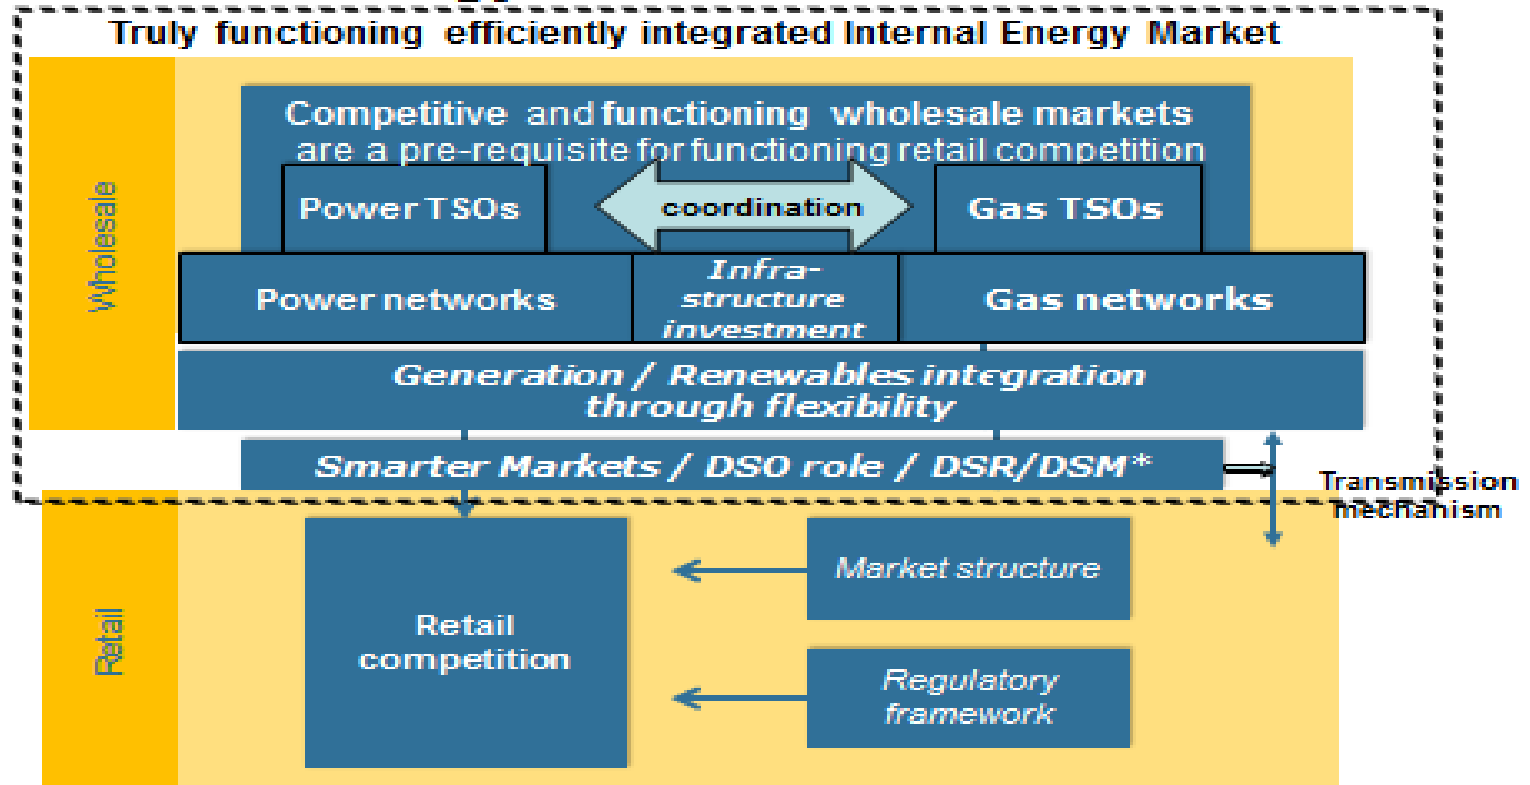 Truly functioning efficiently integrated Internal Energy Market
Competitive and functioning wholesale markets
are a pre-requisite for functioning retail competition
Power TSOs
coordination
Gas TSOs
Wholesale
Power networks
Infra-
structure
investment
Gas networks
Generation / Renewables integration
through flexibility
Smarter Markets / DSO role / DSR/DSM*
Transmission
mechanism
Retail
Retail
competition
Market structure
Regulatory
framework